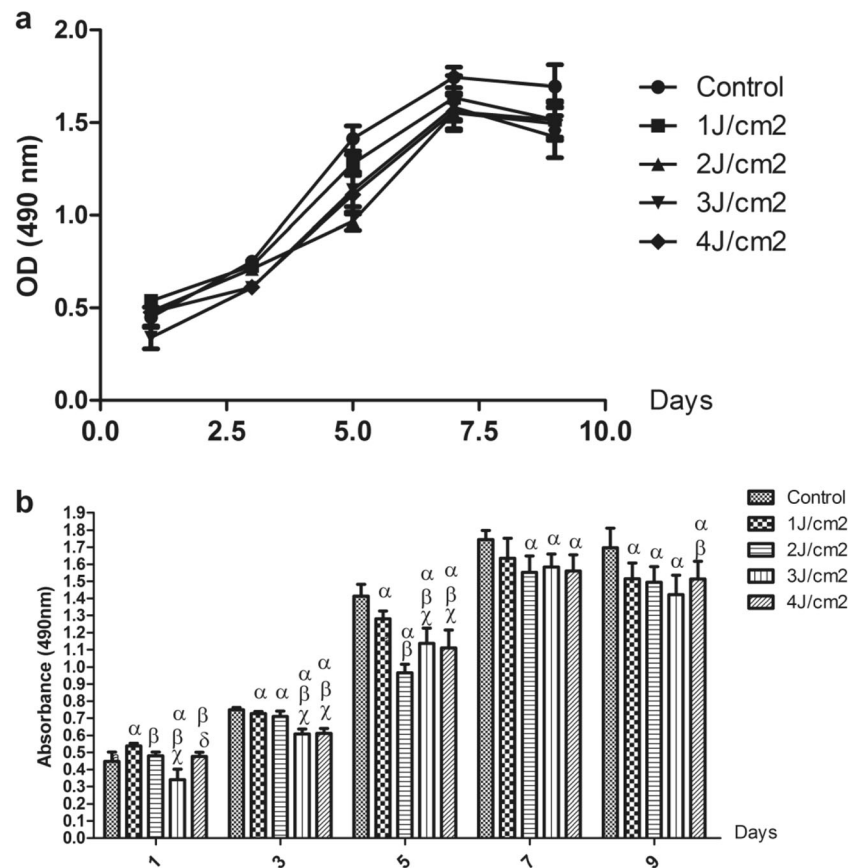 a
2.0
1.5
1.0
0.5
0.0
OD (490 nm)
0.0 2.5 5.0 7.5 10.0
Days
Control
1J/cm2
2J/cm2
3J/cm2
4J/cm2
b
1.9
1.8
1.7
1.6
1.5
1.4
1.3
1.2
1.1
1.0
0.9
0.8
0.7
0.6
0.5
0.4
0.3
0.2
0.1
0.0
Absorbance (490nm)
α
β
α
β
χ
β
δ
α
α
α
β
χ
α
β
χ
α
α
β
α
β
χ
α
β
χ
α
α
α
α
α
α
α
β
1 3 5 7 9
Days
Control
1J/cm2
2J/cm2
3J/cm2
4J/cm2